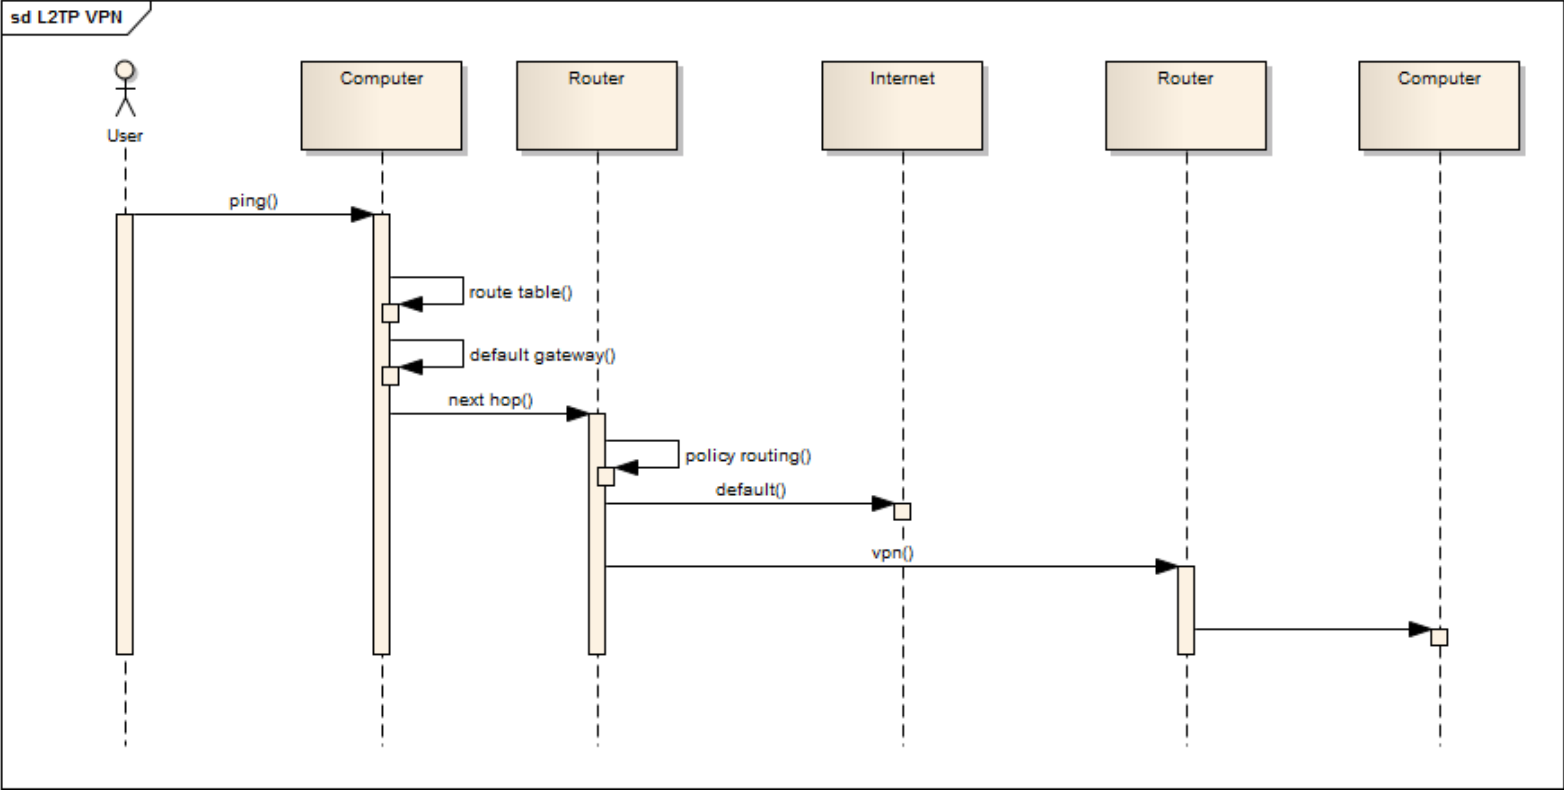 sd L2TP VPN
User
Computer
Router
Internet
Router
Computer
ping()
route table()
default gateway()
next hop()
policy routing()
default()
vpn()